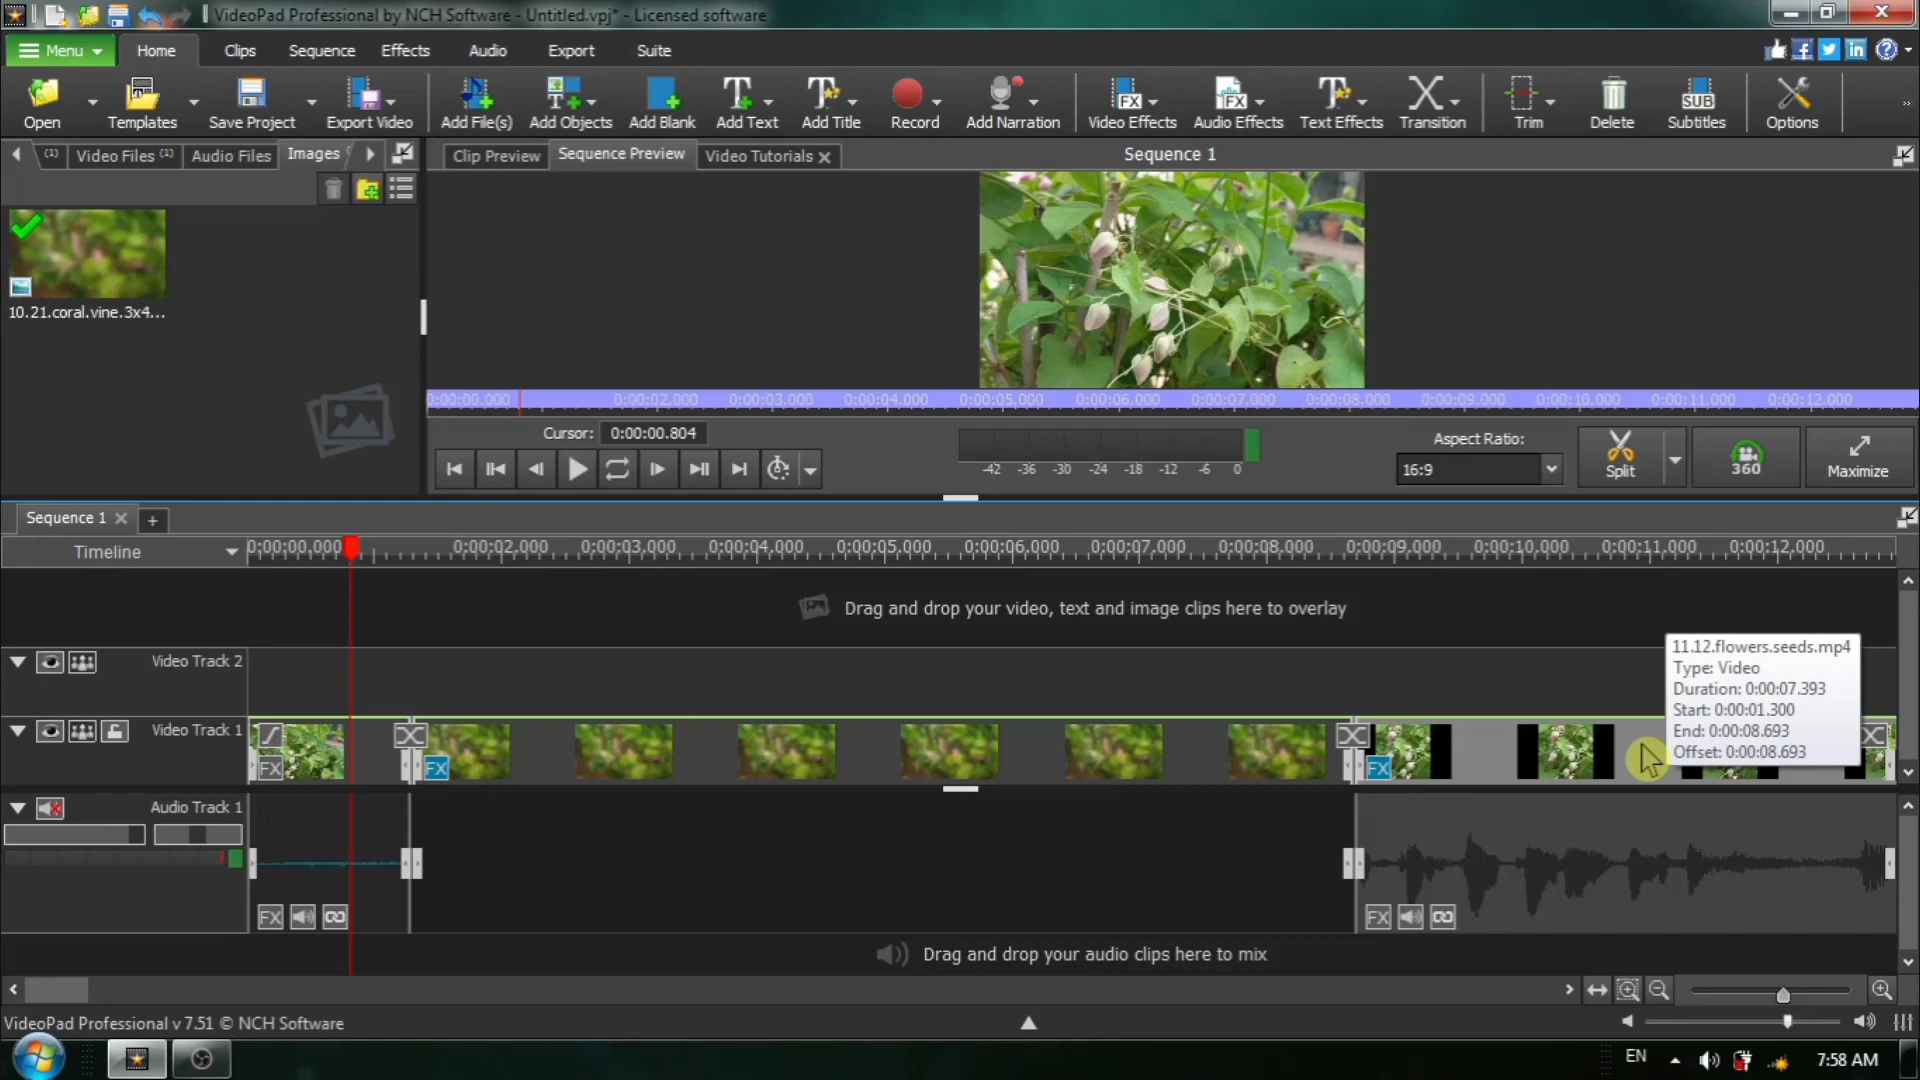 VideoPad Professional by NCH Software - Untitled.vpj* - Licensed software
Menu Home Clips Sequence Effects Audio Export Suite
Open Templates Save Project Export Video Add File(s) Add Objects Add Blank Add Text Add Title Record Add Narration Video Effects Audio Effects Text Effects Transition Trim Delete Subtitles Options
(1) Video Files (1) Audio Files Images Clip Preview Sequence Preview Video Tutorials Sequence 1
10.21.coral.vine.3x4...
0:00:00.000 0:00:02.000 0:00:03.000 0:00:04.000 0:00:05.000 0:00:06.000 0:00:07.000 0:00:08.000 0:00:09.000 0:00:10.000 0:00:11.000 0:00:12.000
Cursor: 0:00:00.804
-42 -36 -30 -24 -18 -12 -6 0
Aspect Ratio:
16:9
Split 360 Maximize
Sequence 1
Timeline 0:00:00.000 0:00:02.000 0:00:03.000 0:00:04.000 0:00:05.000 0:00:06.000 0:00:07.000 0:00:08.000 0:00:09.000 0:00:10.000 0:00:11.000 0:00:12.000
Drag and drop your video, text and image clips here to overlay
Video Track 2
11.12.flowers.seeds.mp4
Type: Video
Duration: 0:00:07.393
Start: 0:00:01.300
End: 0:00:08.693
Offset: 0:00:08.693
Video Track 1
FX FX FX
Audio Track 1
FX FX
Drag and drop your audio clips here to mix
VideoPad Professional v 7.51 © NCH Software
EN 7:58 AM